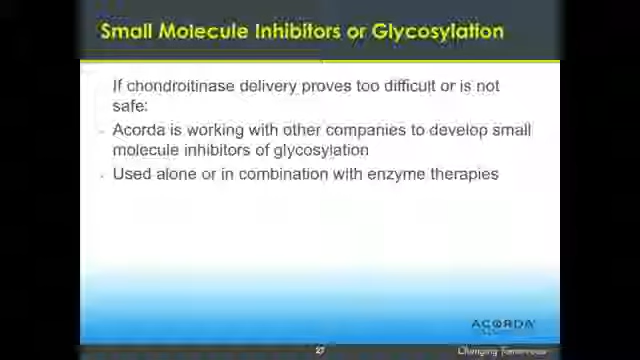 Small Molecule Inhibitors or Glycosylation
If chondroitinase delivery proves too difficult or is not
safe:
- Acorda is working with other companies to develop small
molecule inhibitors of glycosylation
- Used alone or in combination with enzyme therapies
ACORDA
27
Changing Tomorrow